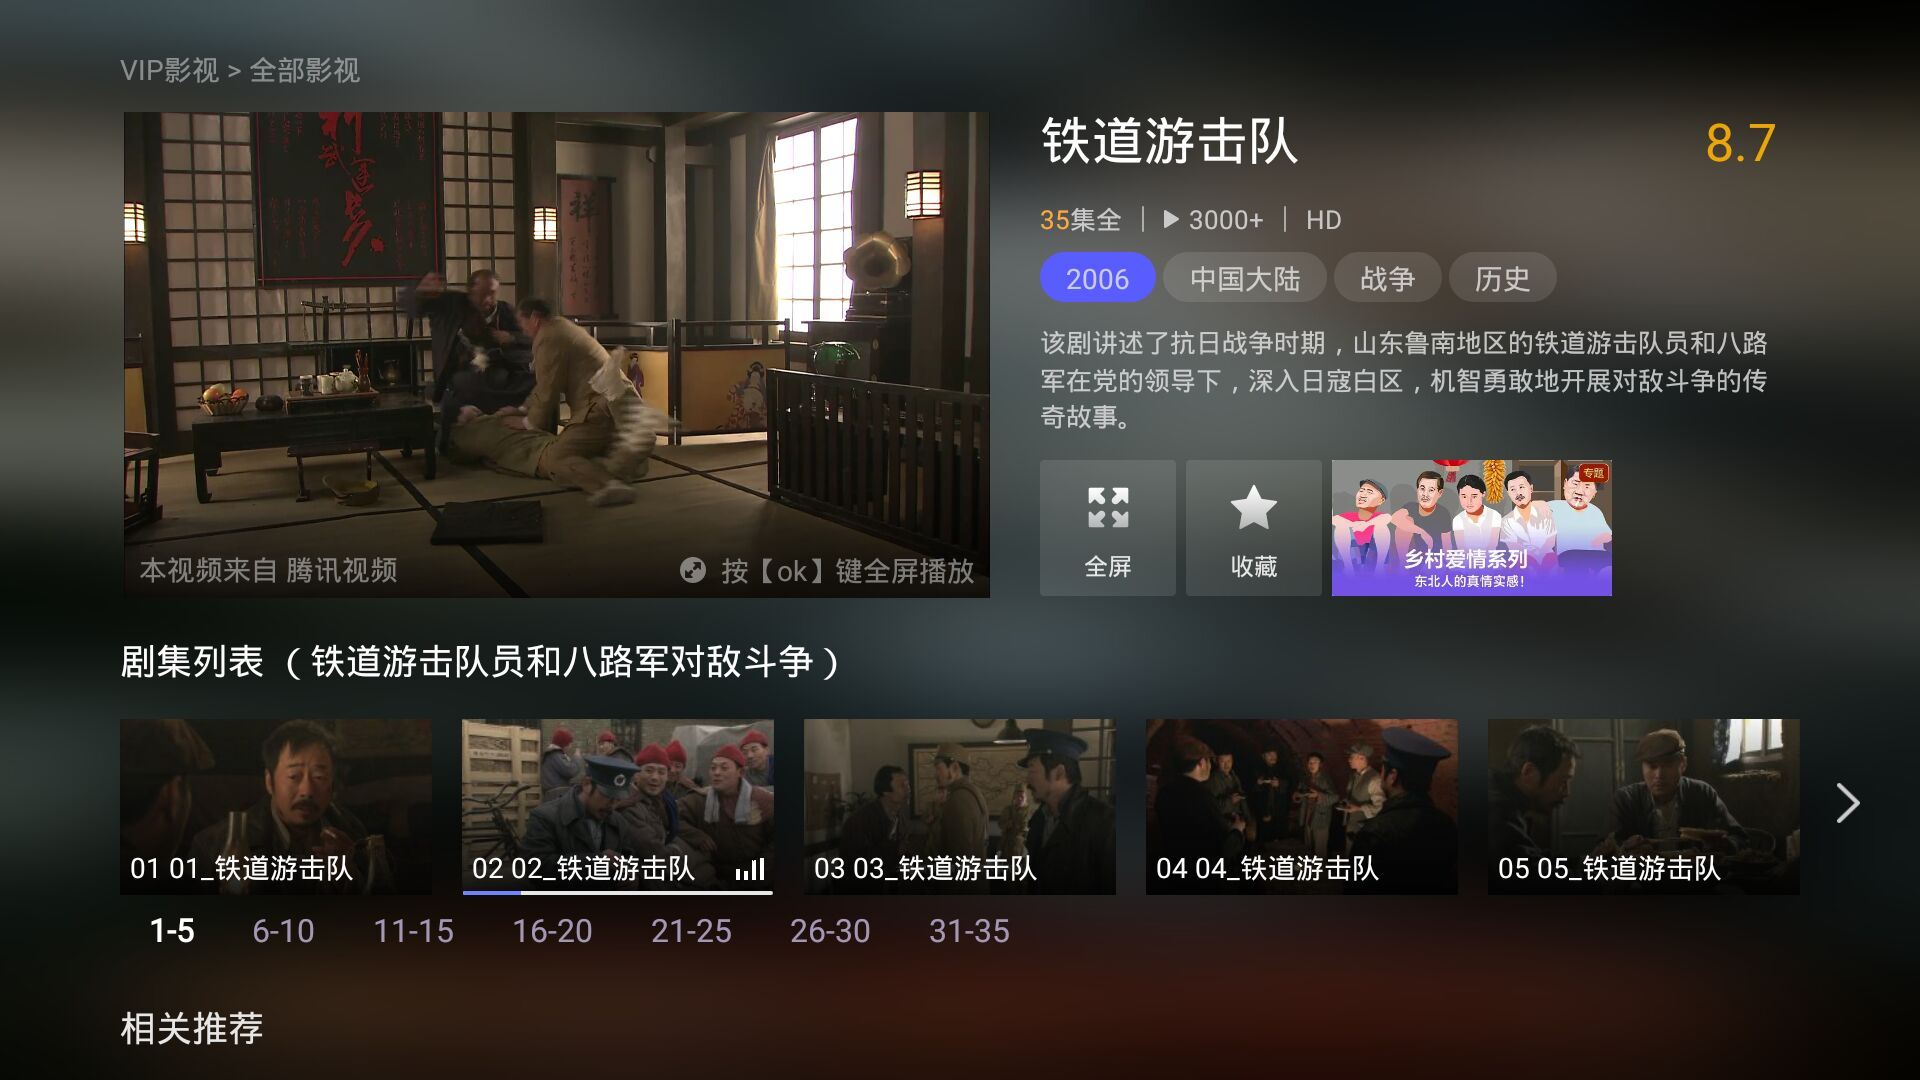 VIP影视 > 全部影视
祥
本视频来自 腾讯视频
按【ok】键全屏播放
铁道游击队
8.7
35集全 | 3000+ | HD
2006 中国大陆 战争 历史
该剧讲述了抗日战争时期，山东鲁南地区的铁道游击队员和八路
军在党的领导下，深入日寇白区，机智勇敢地开展对敌斗争的传
奇故事。
全屏
收藏
专题
乡村爱情系列
东北人的真情实感！
剧集列表 （铁道游击队员和八路军对敌斗争）
01 01_铁道游击队
02 02_铁道游击队
03 03_铁道游击队
04 04_铁道游击队
05 05_铁道游击队
1-5 6-10 11-15 16-20 21-25 26-30 31-35
相关推荐